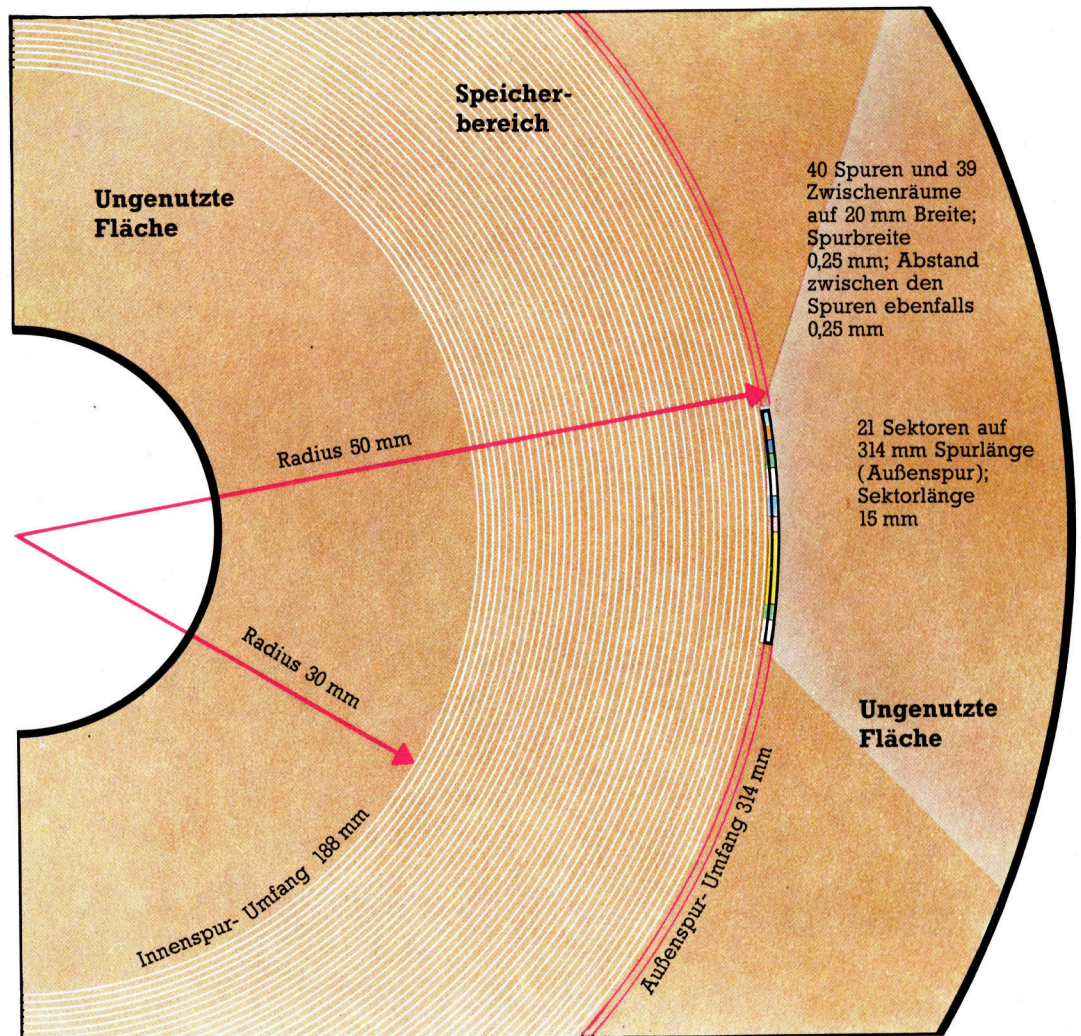 Speicher-
bereich
Ungenutzte
Fläche
40 Spuren und 39
Zwischenräume
auf 20 mm Breite;
Spurbreite
0,25 mm; Abstand
zwischen den
Spuren ebenfalls
0,25 mm
Radius 50 mm
21 Sektoren auf
314 mm Spurlänge
(Außenspur);
Sektorlänge
15 mm
Radius 30 mm
Ungenutzte
Fläche
Innenspur- Umfang 188 mm
Außenspur- Umfang 314 mm